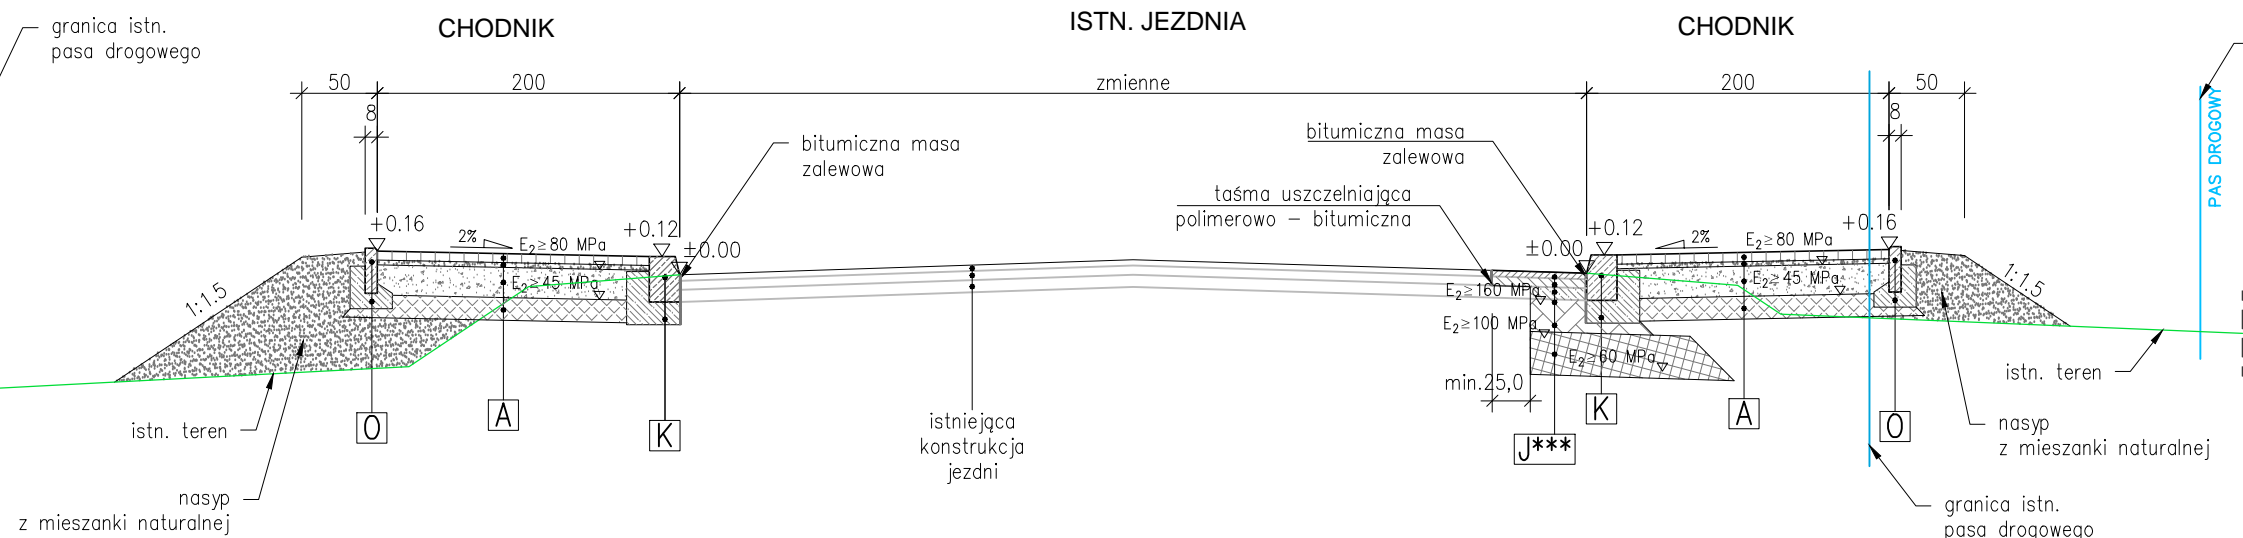 granica istn.
pasa drogowego
CHODNIK
ISTN. JEZDNIA
CHODNIK
50
200
zmienne
200
50
8
8
PAS DROGOWY
bitumiczna masa
zalewowa
bitumiczna masa
zalewowa
taśma uszczelniająca
polimerowo – bitumiczna
+0.16
2%
E₂≥80 MPa
+0.12
±0.00
±0.00
+0.12
2%
E₂≥80 MPa
+0.16
1:1.5
E₂≥45 MPa
E₂≥160 MPa
E₂≥45 MPa
1:1.5
E₂≥100 MPa
E₂≥60 MPa
min.25,0
istn. teren
O
A
K
istniejąca
konstrukcja
jezdni
J***
K
A
O
istn. teren
nasyp
z mieszanki naturalnej
nasyp
z mieszanki naturalnej
granica istn.
pasa drogowego